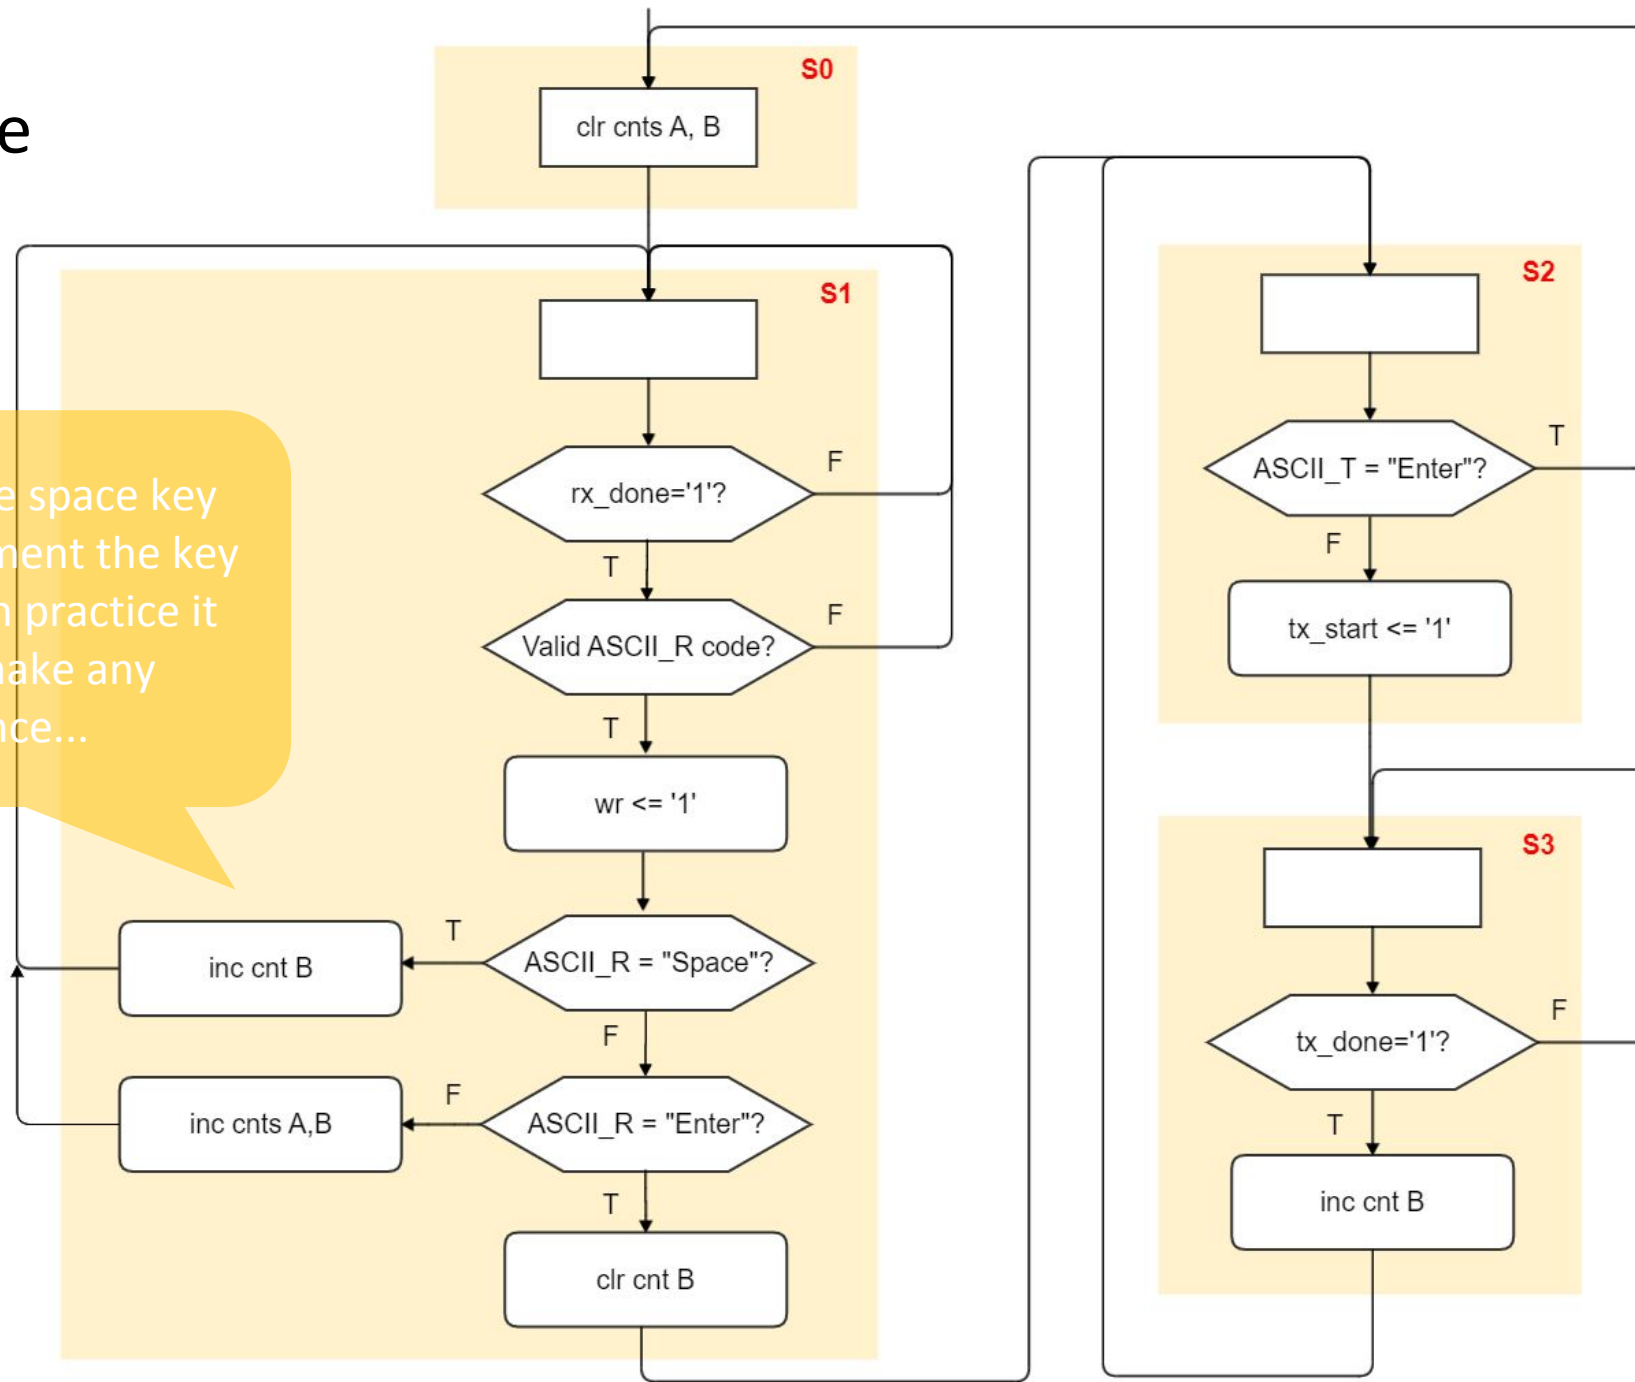 e
S0
clr cnts A, B
S1
rx_done='1'?
F
T
Valid ASCII_R code?
F
T
wr <= '1'
ASCII_R = "Space"?
T
inc cnt B
F
ASCII_R = "Enter"?
F
inc cnts A,B
T
clr cnt B
e space key
ment the key
n practice it
nake any
nce...
S2
ASCII_T = "Enter"?
T
F
tx_start <= '1'
S3
tx_done='1'?
F
T
inc cnt B